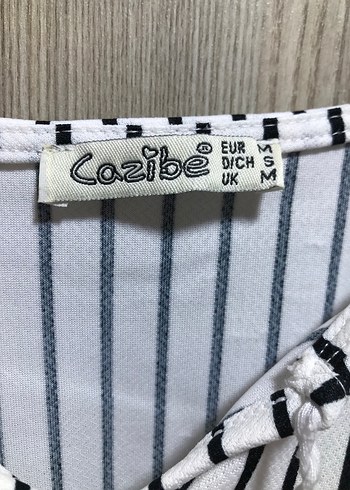 Cazibe
EUR M
D/CH S
UK M